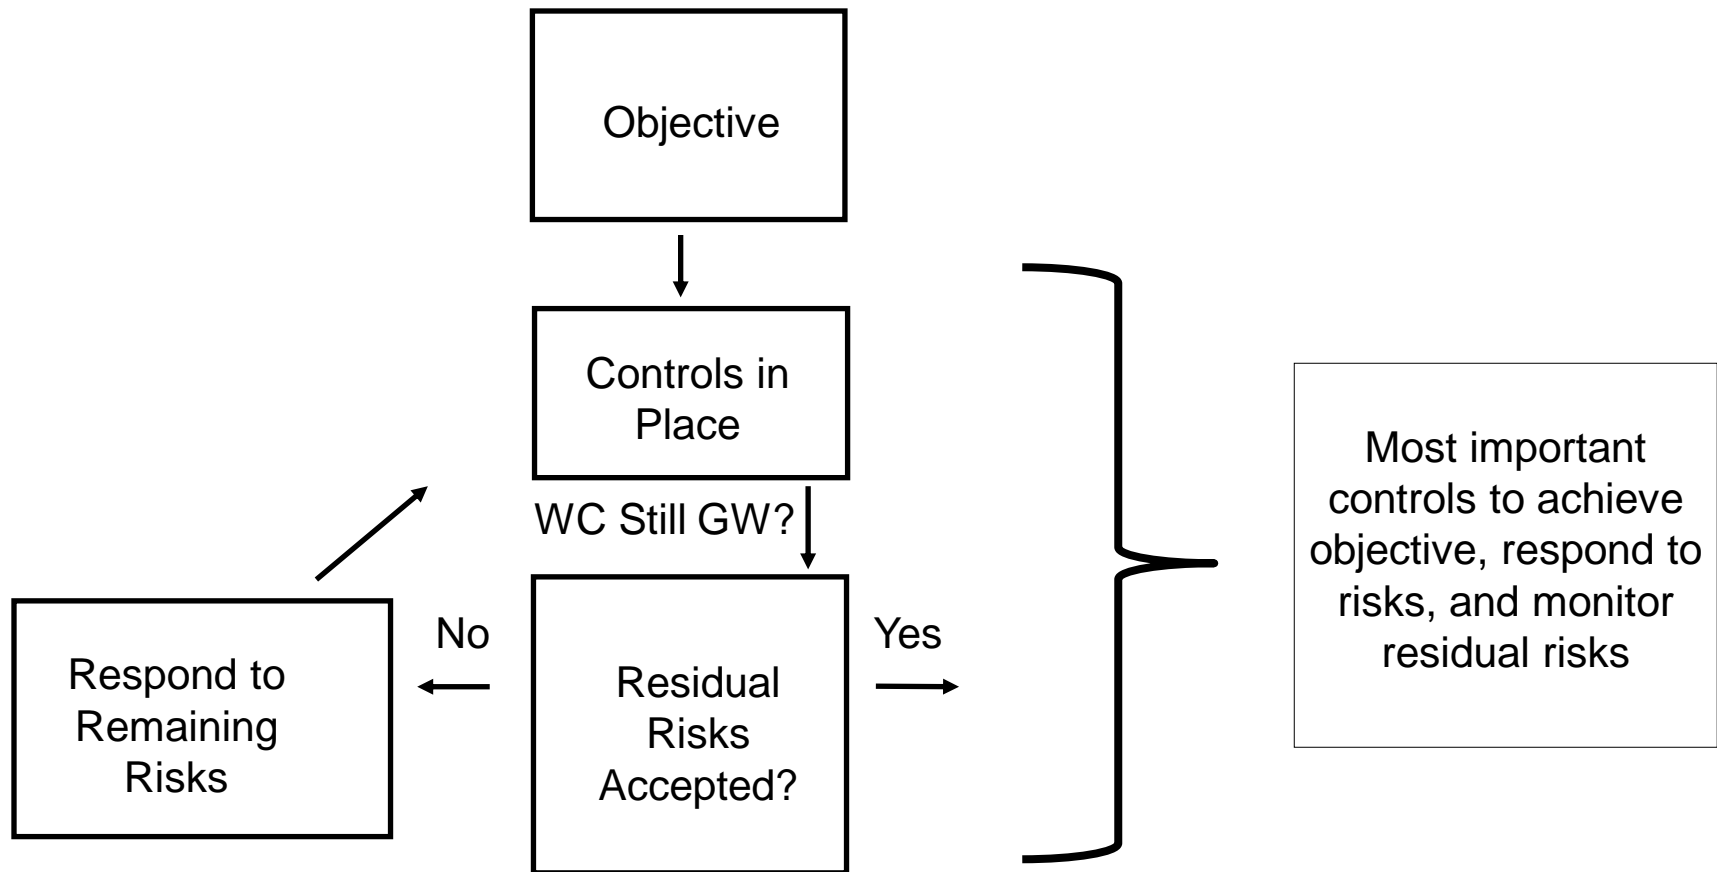 Objective
Controls in
Place
WC Still GW?
No
Yes
Respond to
Remaining
Risks
Residual
Risks
Accepted?
Most important
controls to achieve
objective, respond to
risks, and monitor
residual risks